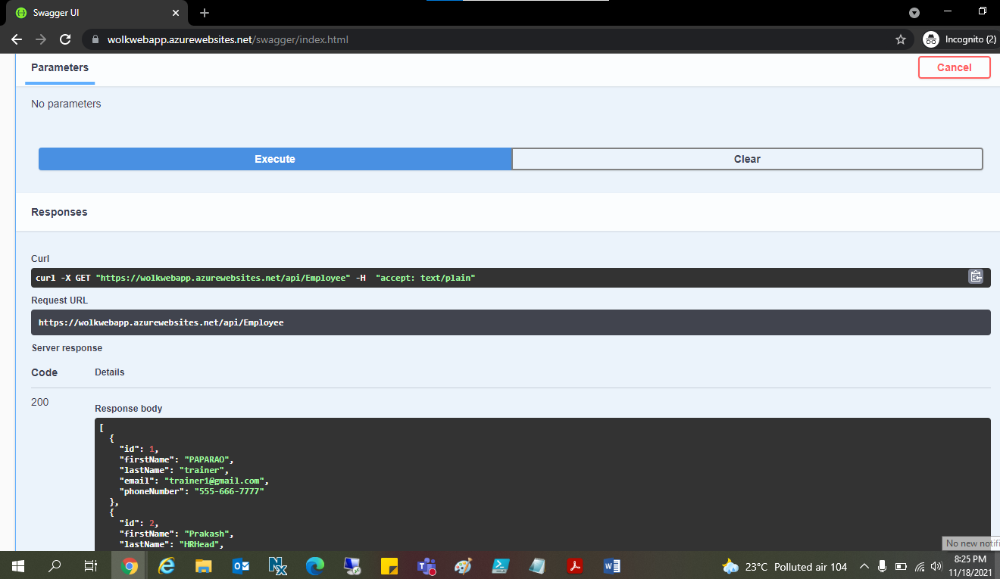 Swagger UI
wolkwebapp.azurewebsites.net/swagger/index.html
Incognito (2)
Parameters
Cancel
No parameters
Execute
Clear
Responses
Curl
curl -X GET "https://wolkwebapp.azurewebsites.net/api/Employee" -H  "accept: text/plain"
Request URL
https://wolkwebapp.azurewebsites.net/api/Employee
Server response
Code
Details
200
Response body
[
{
"id": 1,
"firstName": "PAPARAO",
"lastName": "trainer",
"email": "trainer1@gmail.com",
"phoneNumber": "555-666-7777"
},
{
"id": 2,
"firstName": "Prakash",
"lastName": "HRHead",
No new notifi
23°C Polluted air 104
8:25 PM
11/18/2021